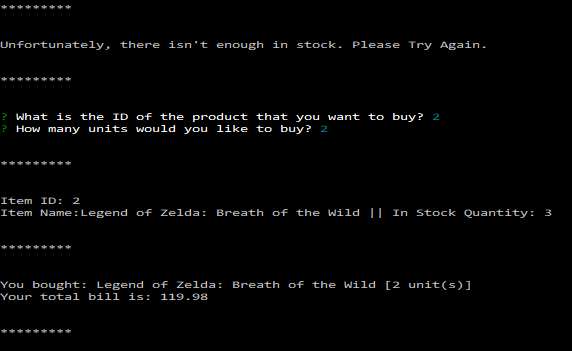 *********
Unfortunately, there isn't enough in stock. Please Try Again.
*********
? What is the ID of the product that you want to buy? 2
? How many units would you like to buy? 2
*********
Item ID: 2
Item Name:Legend of Zelda: Breath of the Wild || In Stock Quantity: 3
*********
You bought: Legend of Zelda: Breath of the Wild [2 unit(s)]
Your total bill is: 119.98
*********